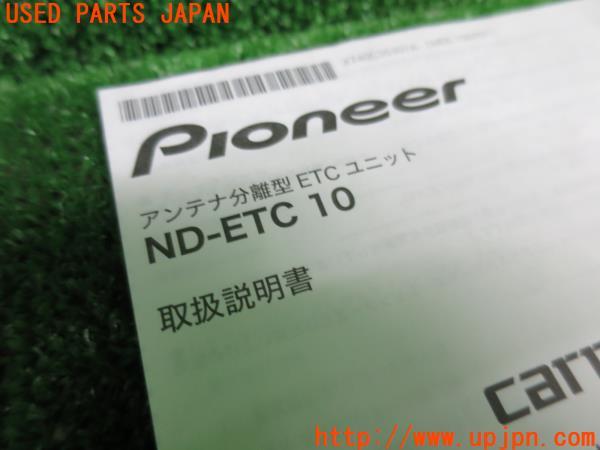 USED PARTS JAPAN
Pioneer
アンテナ分離型 ETC ユニット
ND-ETC 10
取扱説明書
carr
http://www.upjpn.com/